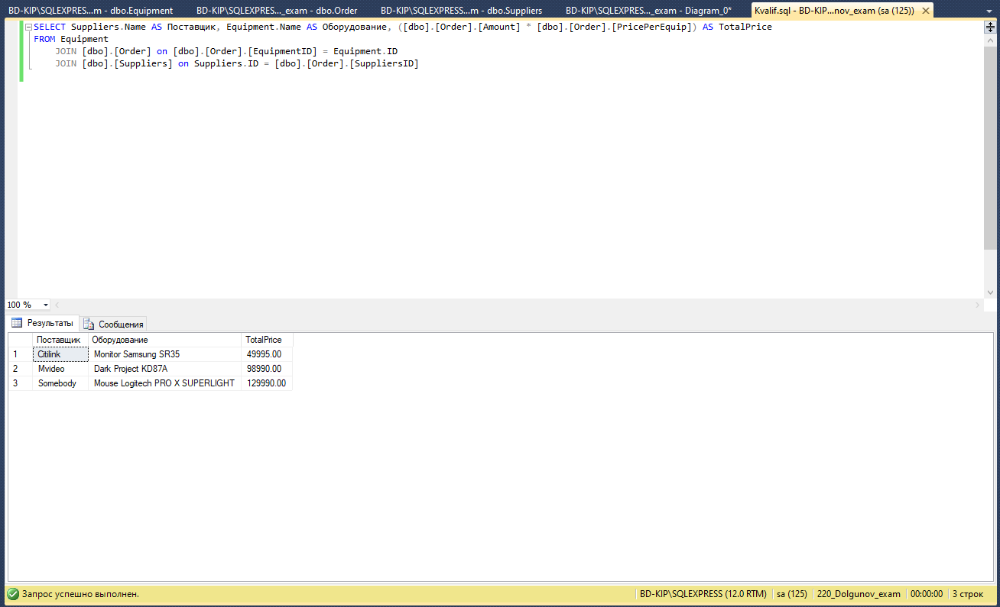 BD-KIP\SQLEXPRES...m - dbo.Equipment BD-KIP\SQLEXPRES..._exam - dbo.Order BD-KIP\SQLEXPRESS...m - dbo.Suppliers BD-KIP\SQLEXPRES..._exam - Diagram_0* Kvalif.sql - BD-KIP...nov_exam (sa (125))
SELECT Suppliers.Name AS Поставщик, Equipment.Name AS Оборудование, ([dbo].[Order].[Amount] * [dbo].[Order].[PricePerEquip]) AS TotalPrice
FROM Equipment
JOIN [dbo].[Order] on [dbo].[Order].[EquipmentID] = Equipment.ID
JOIN [dbo].[Suppliers] on Suppliers.ID = [dbo].[Order].[SuppliersID]
100 %
Результаты Сообщения
Поставщик Оборудование TotalPrice
1 Citilink Monitor Samsung SR35 49995.00
2 Mvideo Dark Project KD87A 98990.00
3 Somebody Mouse Logitech PRO X SUPERLIGHT 129990.00
Запрос успешно выполнен. BD-KIP\SQLEXPRESS (12.0 RTM) sa (125) 220_Dolgunov_exam 00:00:00 3 строк